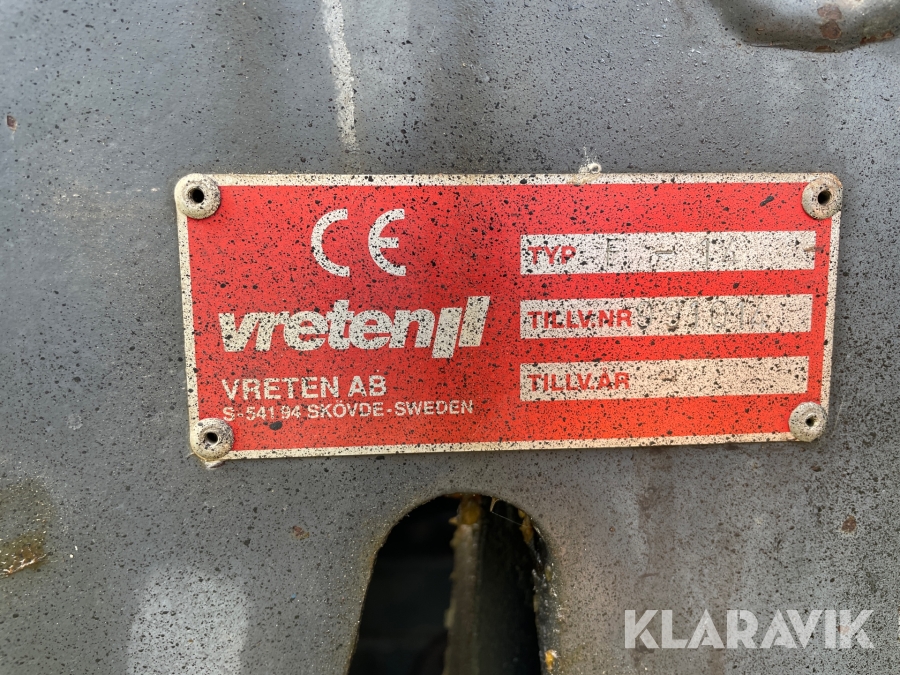 CE
vreten
VRETEN AB
S-541 94 SKÖVDE-SWEDEN
TYP
TILLV.NR
TILLV.ÅR
KLARAVIK